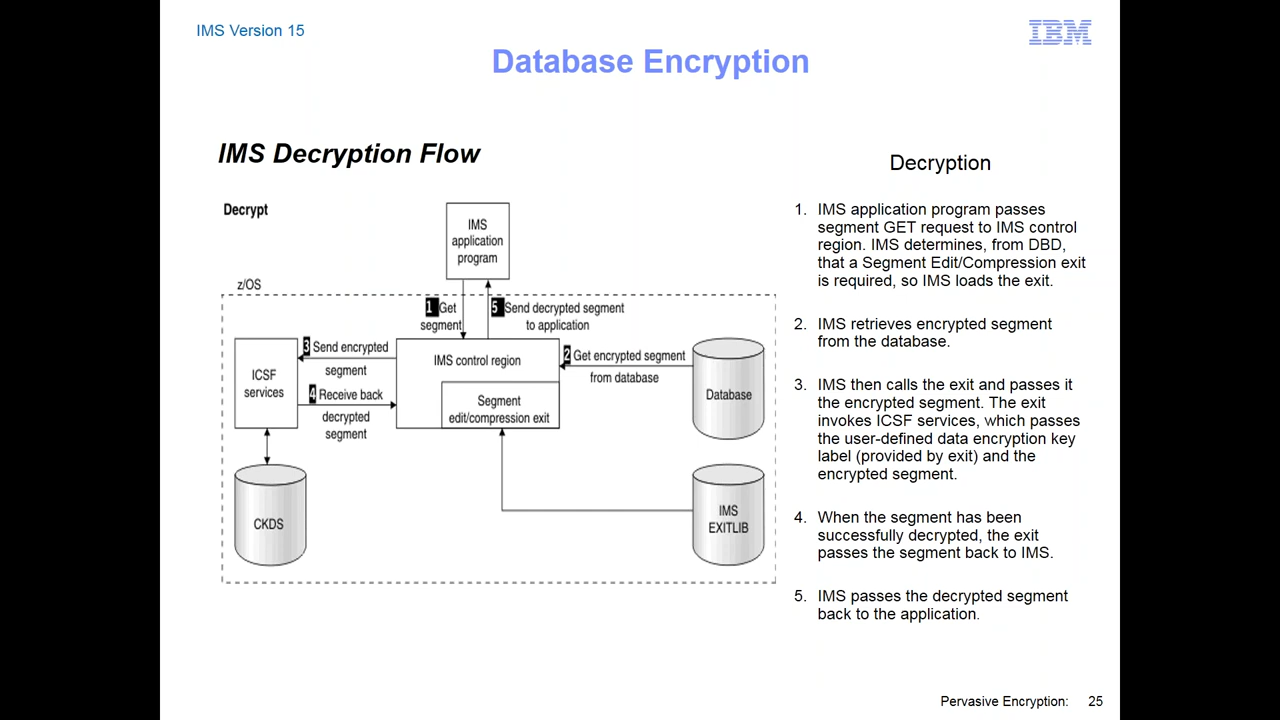 IMS Version 15
IBM
Database Encryption
IMS Decryption Flow
Decrypt
IMS
application
program
z/OS
1 Get
segment
5 Send decrypted segment
to application
ICSF
services
3 Send encrypted
segment
4 Receive back
decrypted
segment
IMS control region
Segment
edit/compression exit
2 Get encrypted segment
from database
Database
CKDS
IMS
EXITLIB
Decryption
1. IMS application program passes
segment GET request to IMS control
region. IMS determines, from DBD,
that a Segment Edit/Compression exit
is required, so IMS loads the exit.
2. IMS retrieves encrypted segment
from the database.
3. IMS then calls the exit and passes it
the encrypted segment. The exit
invokes ICSF services, which passes
the user-defined data encryption key
label (provided by exit) and the
encrypted segment.
4. When the segment has been
successfully decrypted, the exit
passes the segment back to IMS.
5. IMS passes the decrypted segment
back to the application.
Pervasive Encryption: 25